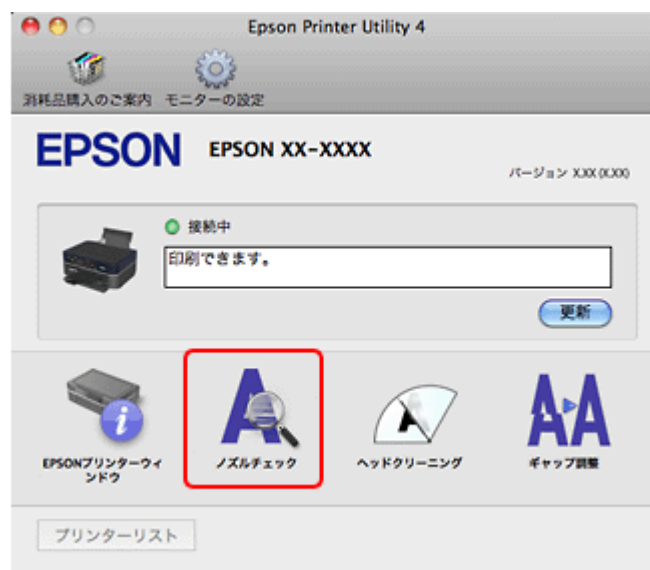 Epson Printer Utility 4
消耗品購入のご案内 モニターの設定
EPSON EPSON XX-XXXX
バージョン X.XX (X.XX)
接続中
印刷できます。
更新
EPSONプリンターウィ
ンドウ
ノズルチェック
ヘッドクリーニング
ギャップ調整
プリンターリスト